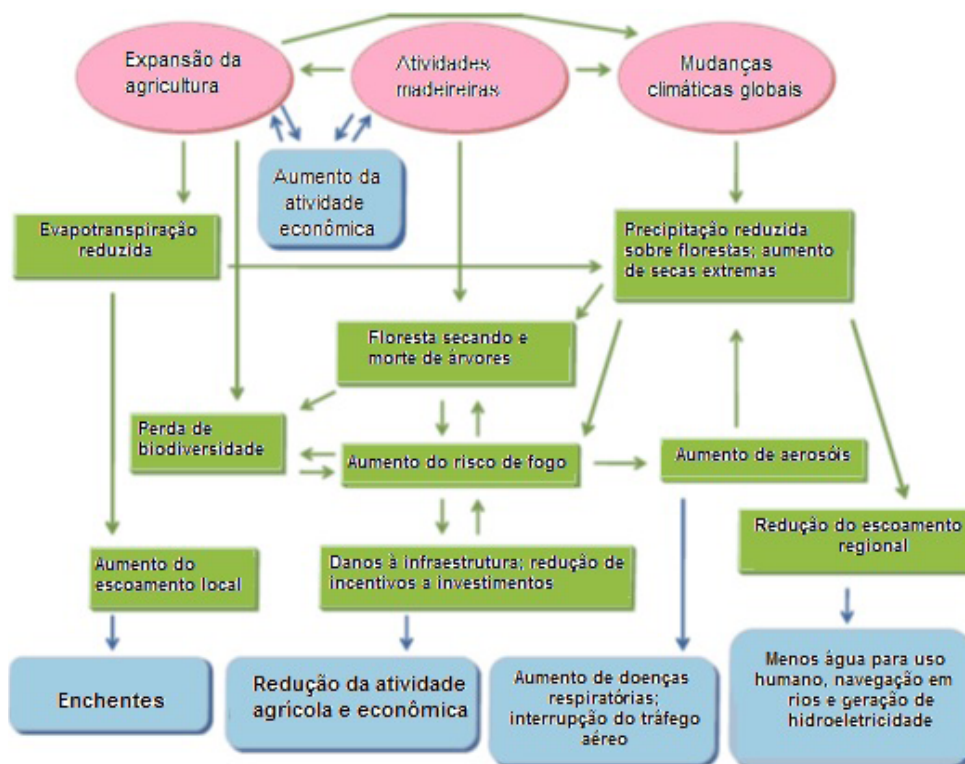 Expansão da
agricultura
Atividades
madeireiras
Mudanças
climáticas globais
Aumento da
atividade
econômica
Evapotranspiração
reduzida
Precipitação reduzida
sobre florestas; aumento
de secas extremas
Floresta secando e
morte de árvores
Perda de
biodiversidade
Aumento do risco de fogo
Aumento de aerosóis
Redução do escoamento
regional
Aumento do
escoamento local
Danos à infraestrutura; redução de
incentivos a investimentos
Enchentes
Redução da atividade
agrícola e econômica
Aumento de doenças
respiratórias;
interrupção do tráfego
aéreo
Menos água para uso
humano, navegação em
rios e geração de
hidroeletricidade